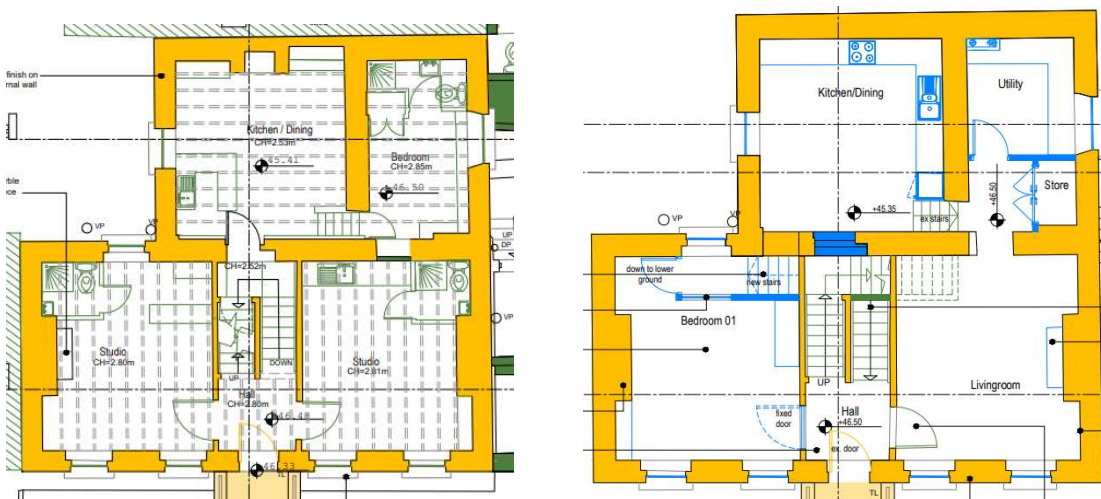 finish on
rnal wall
Kitchen / Dining
CH=2.53m
45.41
Bedroom
CH=2.85m
46.50
VP
VP
UP
DP
VP
CH=2.52m
Studio
CH=2.80m
UP
DOWN
Studio
CH=2.81m
Hall
CH=2.80m
46.48
46.33
TL
Kitchen/Dining
Utility
Store
+46.50
+45.35
ex stairs
VP
VP
down to lower
ground
new stairs
Bedroom 01
UP
Livingroom
fixed
door
Hall
+46.50
ex. door
TL